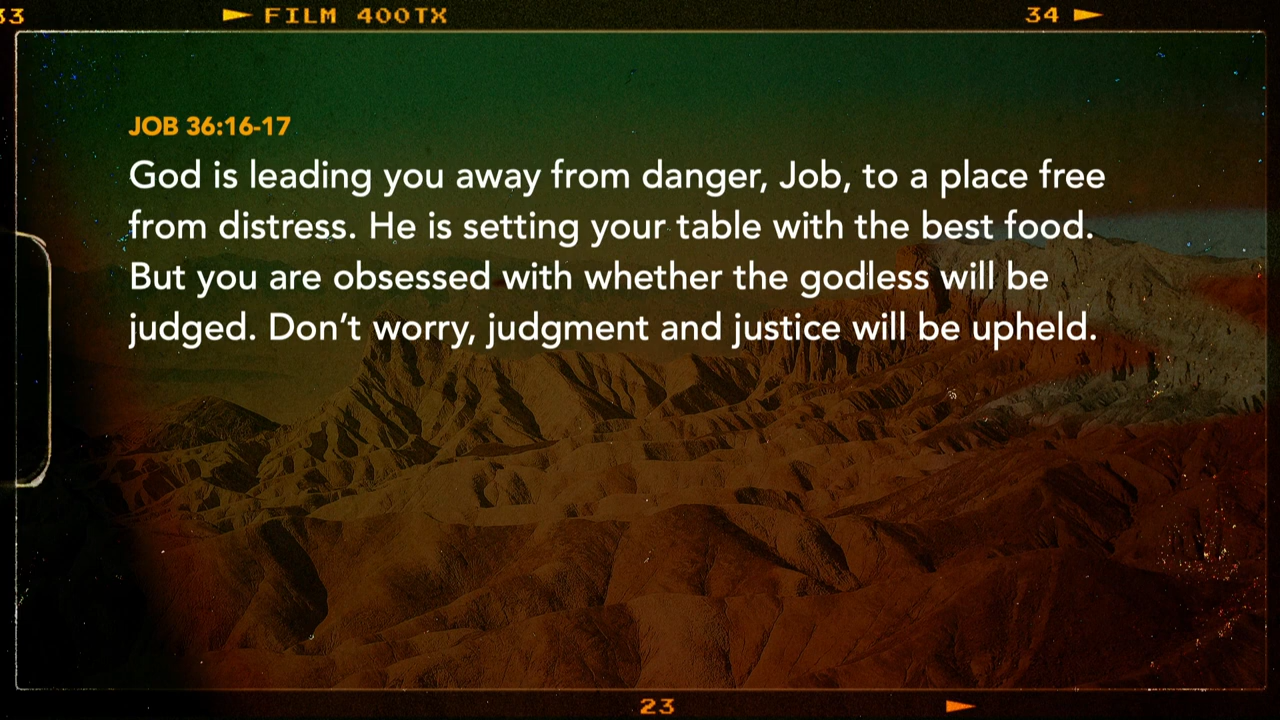 33 ► FILM 400TX 34 ►
JOB 36:16-17
God is leading you away from danger, Job, to a place free
from distress. He is setting your table with the best food.
But you are obsessed with whether the godless will be
judged. Don’t worry, judgment and justice will be upheld.
23 ►